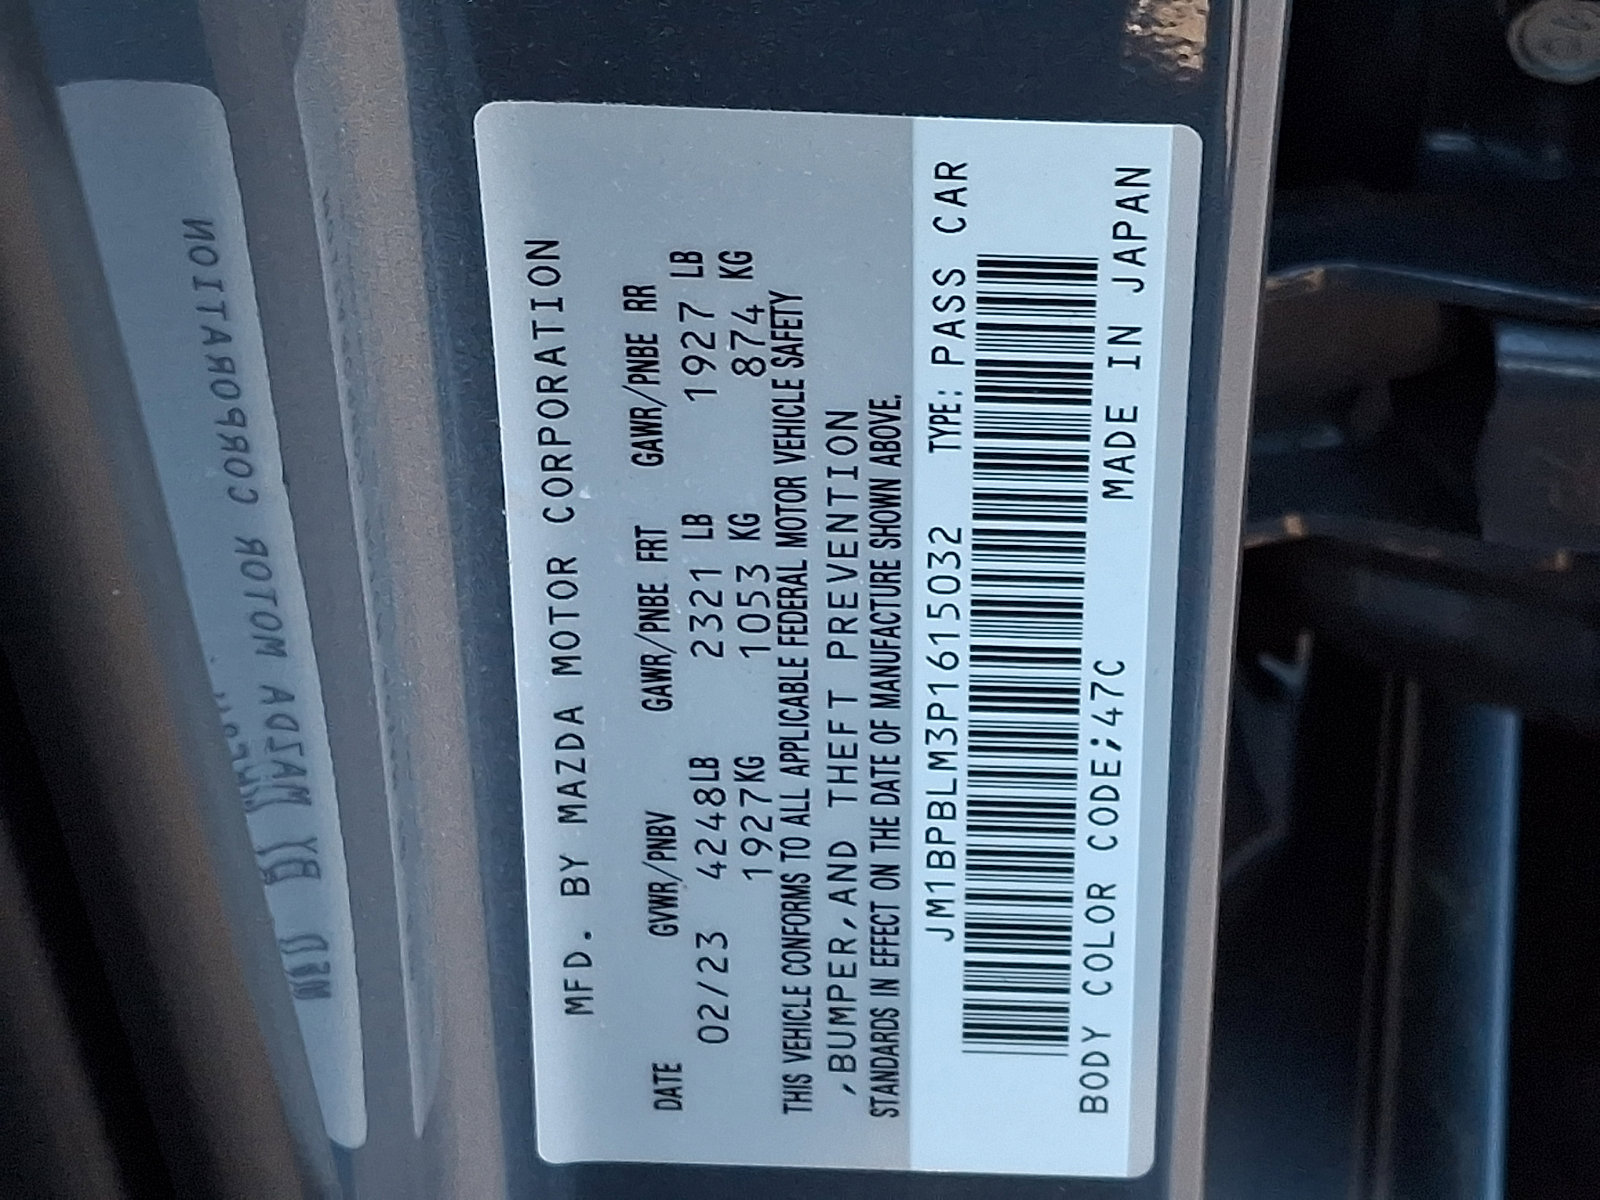 MFD. BY MAZDA MOTOR CORPORATION
DATE GVWR/PNBV GAWR/PNBE FRT GAWR/PNBE RR
02/23 4248LB 2321 LB 1927 LB
1927KG 1053 KG 874 KG
THIS VEHICLE CONFORMS TO ALL APPLICABLE FEDERAL MOTOR VEHICLE SAFETY
,BUMPER,AND THEFT PREVENTION
STANDARDS IN EFFECT ON THE DATE OF MANUFACTURE SHOWN ABOVE.
JM1BPBLM3P1615032 TYPE: PASS CAR
BODY COLOR CODE;47C MADE IN JAPAN